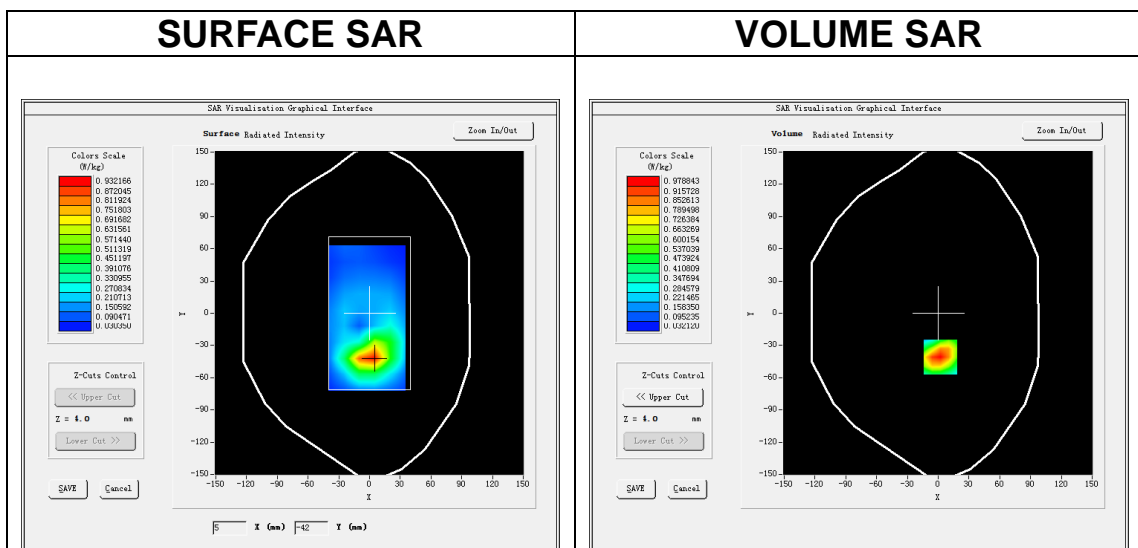 SURFACE SAR
VOLUME SAR
SAR Visualisation Graphical Interface
Surface Radiated Intensity
Zoom In/Out
Colors Scale
(W/kg)
0.932166
0.872045
0.811924
0.751803
0.691682
0.631561
0.571440
0.511319
0.451197
0.391076
0.330955
0.270834
0.210713
0.150592
0.090471
0.030350
150
120
90
60
30
0
-30
-60
-90
-120
-150
Y
-150 -120 -90 -60 -30 0 30 60 90 120 150
X
Z-Cuts Control
<< Upper Cut
Z = 4.0 mm
Lower Cut >>
SAVE Cancel
5 X (mm) -42 Y (mm)
SAR Visualisation Graphical Interface
Volume Radiated Intensity
Zoom In/Out
Colors Scale
(W/kg)
0.978843
0.915728
0.852613
0.789498
0.726384
0.663269
0.600154
0.537039
0.473924
0.410809
0.347694
0.284579
0.221465
0.158350
0.095235
0.032120
150
120
90
60
30
0
-30
-60
-90
-120
-150
Y
-150 -120 -90 -60 -30 0 30 60 90 120 150
X
Z-Cuts Control
<< Upper Cut
Z = 4.0 mm
Lower Cut >>
SAVE Cancel